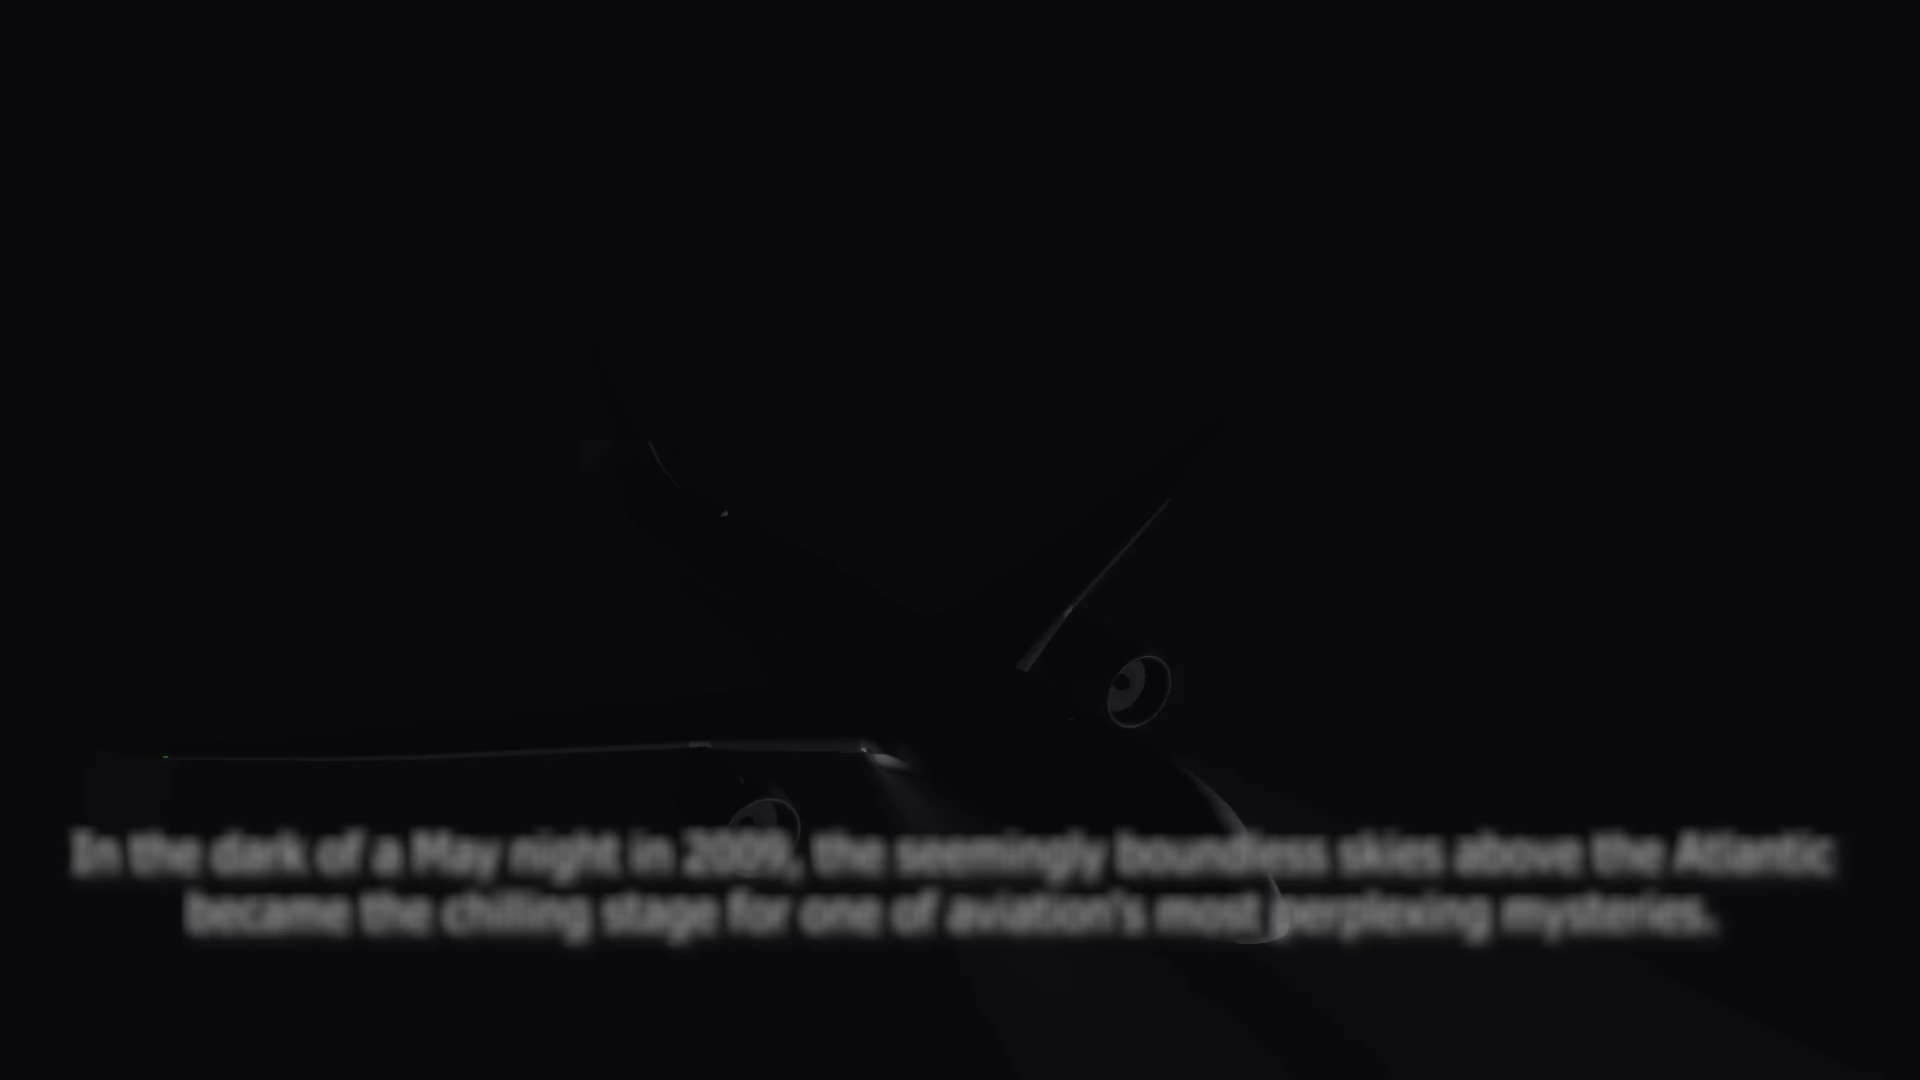 In the dark of a May night in 2009, the seemingly boundless skies above the Atlantic
became the chilling stage for one of aviation's most perplexing mysteries.